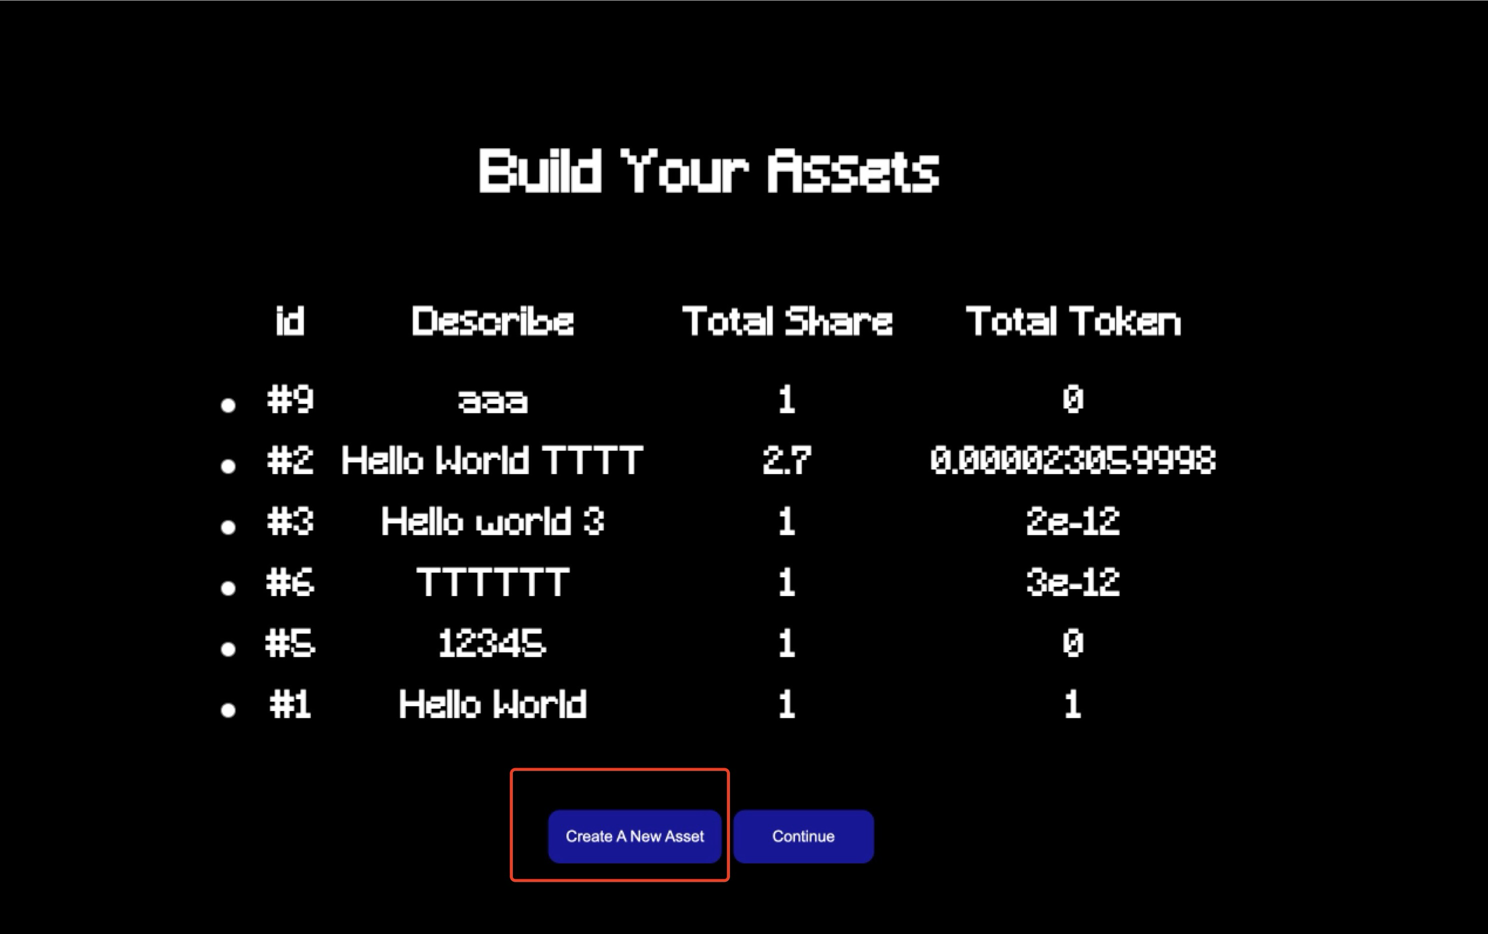 Build Your Assets
id Describe Total Share Total Token
#9 aaa 1 0
#2 Hello World TTTT 2.7 0.000023059998
#3 Hello world 3 1 2e-12
#6 TTTTTT 1 3e-12
#5 12345 1 0
#1 Hello World 1 1
Create A New Asset Continue